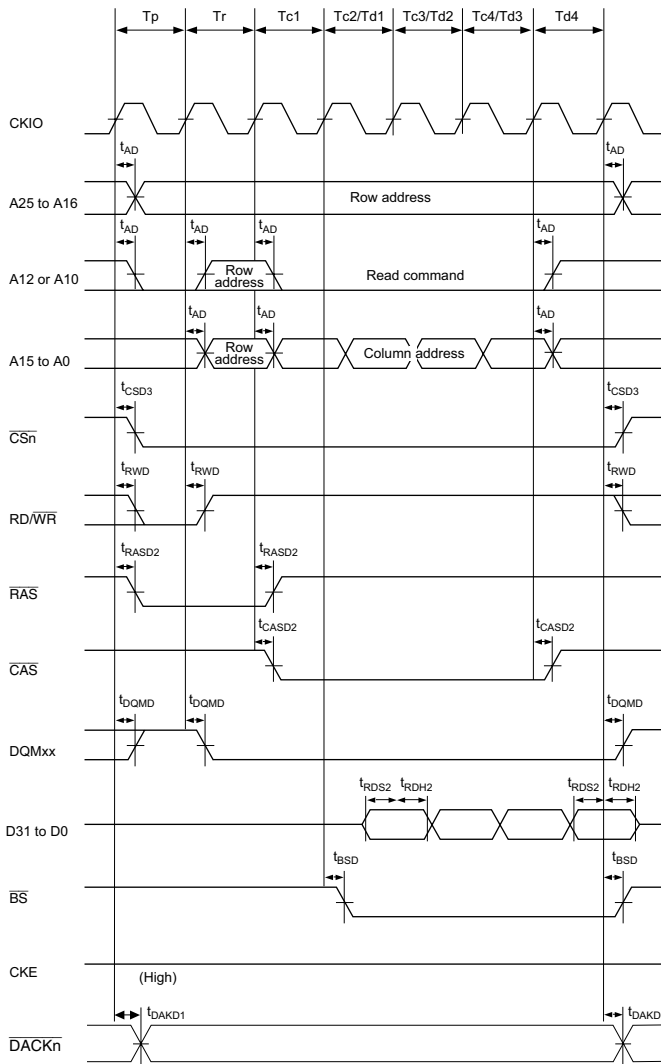 Tp Tr Tc1 Tc2/Td1 Tc3/Td2 Tc4/Td3 Td4
CKIO
tAD tAD
A25 to A16 Row address
tAD tAD tAD tAD
A12 or A10 Row address Read command
tAD tAD tAD
A15 to A0 Row address Column address
tCSD3 tCSD3
CSn
tRWD tRWD tRWD
RD/WR
tRASD2 tRASD2
RAS
tCASD2 tCASD2
CAS
tDQMD tDQMD tDQMD
DQMxx
tRDS2 tRDH2 tRDS2 tRDH2
D31 to D0
tBSD tBSD
BS
CKE
(High)
tDAKD1 tDAKD
DACKn